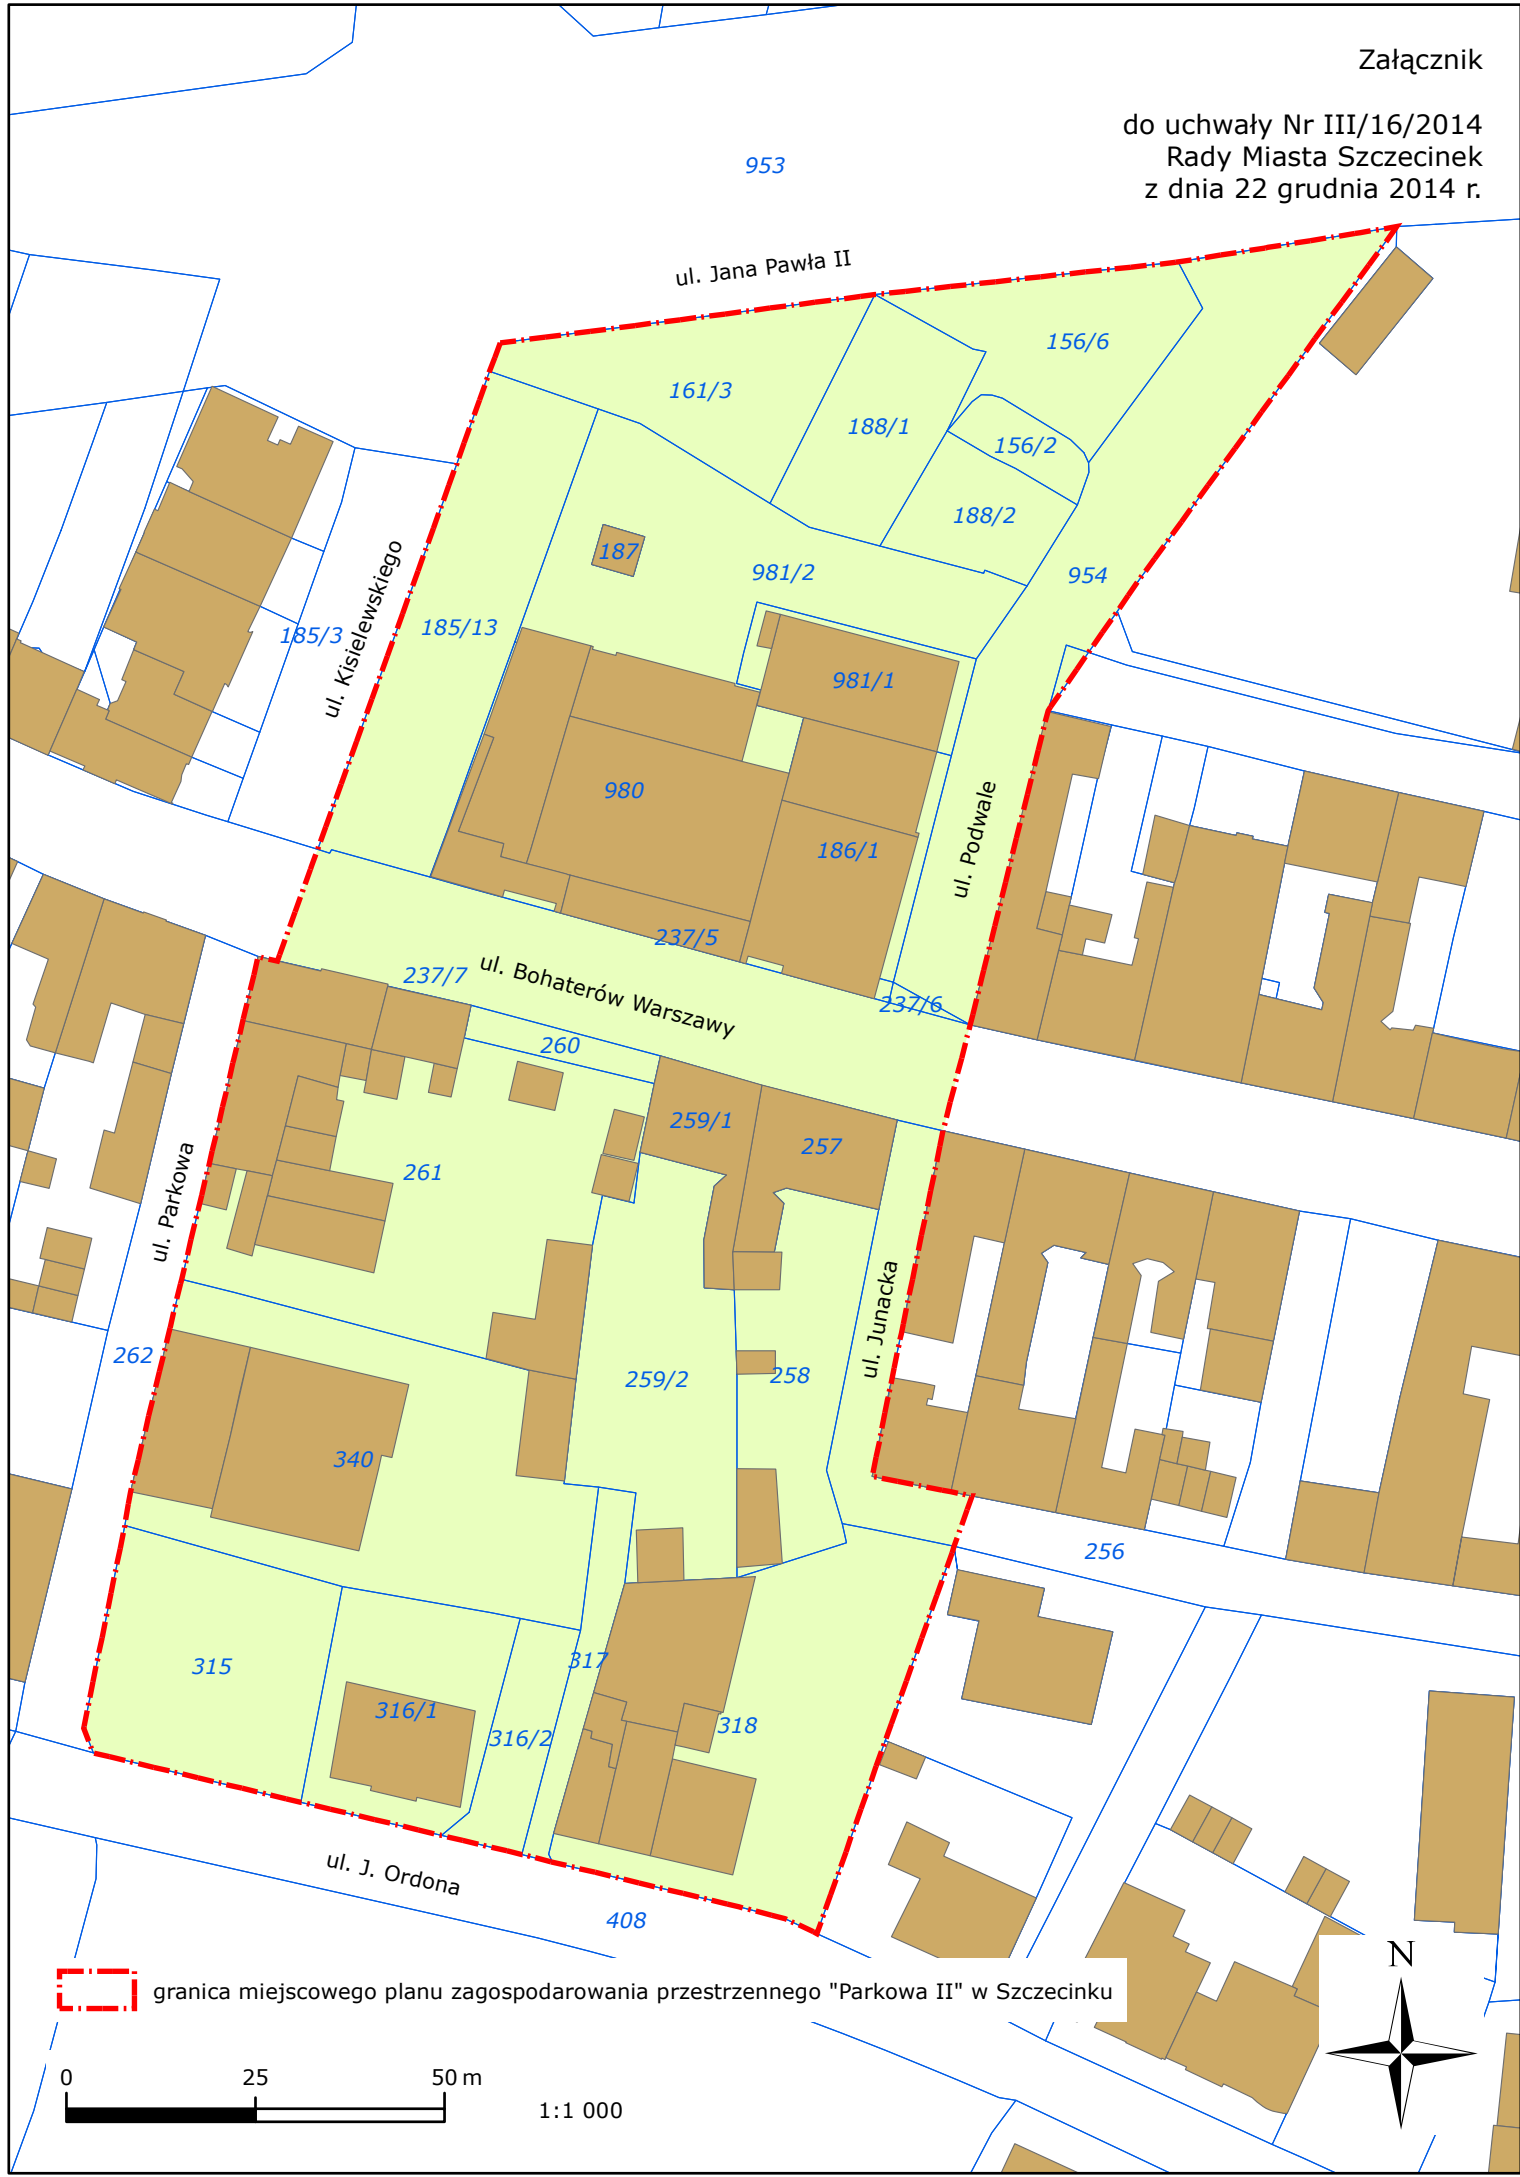 Załącznik
do uchwały Nr III/16/2014
Rady Miasta Szczecinek
z dnia 22 grudnia 2014 r.
953
ul. Jana Pawła II
156/6
161/3
188/1
156/2
188/2
187
981/2
954
ul. Kisielewskiego
185/3
185/13
981/1
980
186/1
ul. Podwale
237/5
237/7
ul. Bohaterów Warszawy
237/6
260
259/1
257
261
ul. Parkowa
ul. Junacka
262
259/2
258
340
256
315
317
316/1
316/2
318
ul. J. Ordona
408
N
granica miejscowego planu zagospodarowania przestrzennego "Parkowa II" w Szczecinku
0 25 50 m
1:1 000